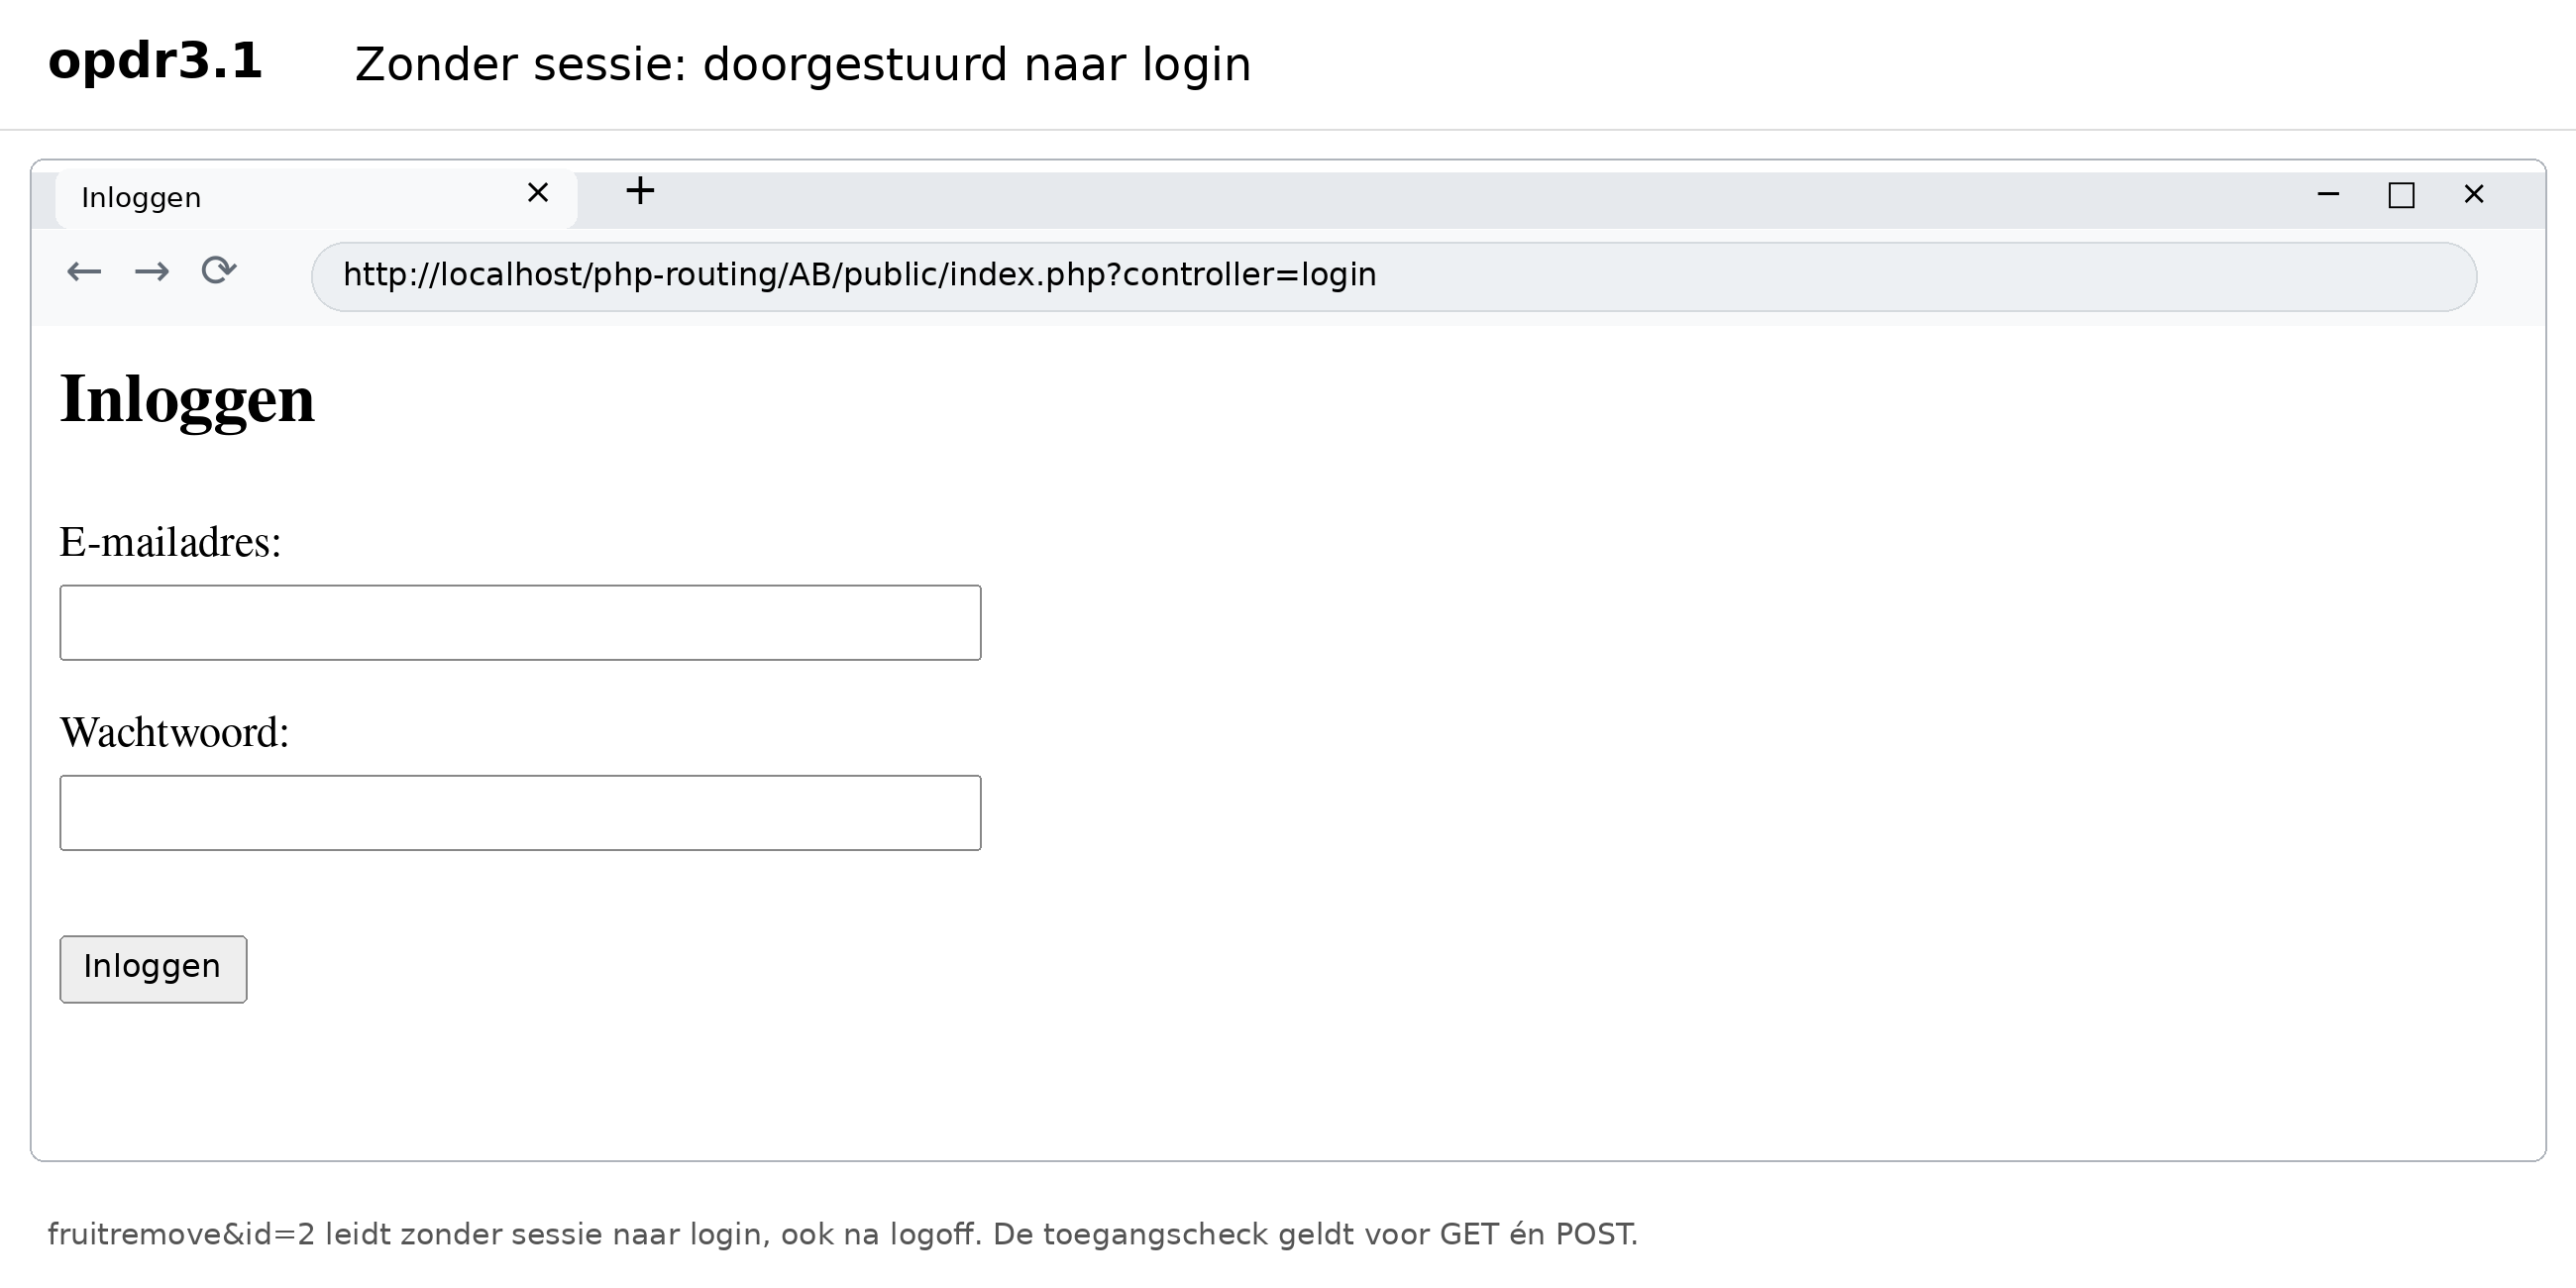 opdr3.1 Zonder sessie: doorgestuurd naar login
Inloggen
http://localhost/php-routing/AB/public/index.php?controller=login
Inloggen
E-mailadres:
Wachtwoord:
Inloggen
fruitremove&id=2 leidt zonder sessie naar login, ook na logoff. De toegangscheck geldt voor GET én POST.